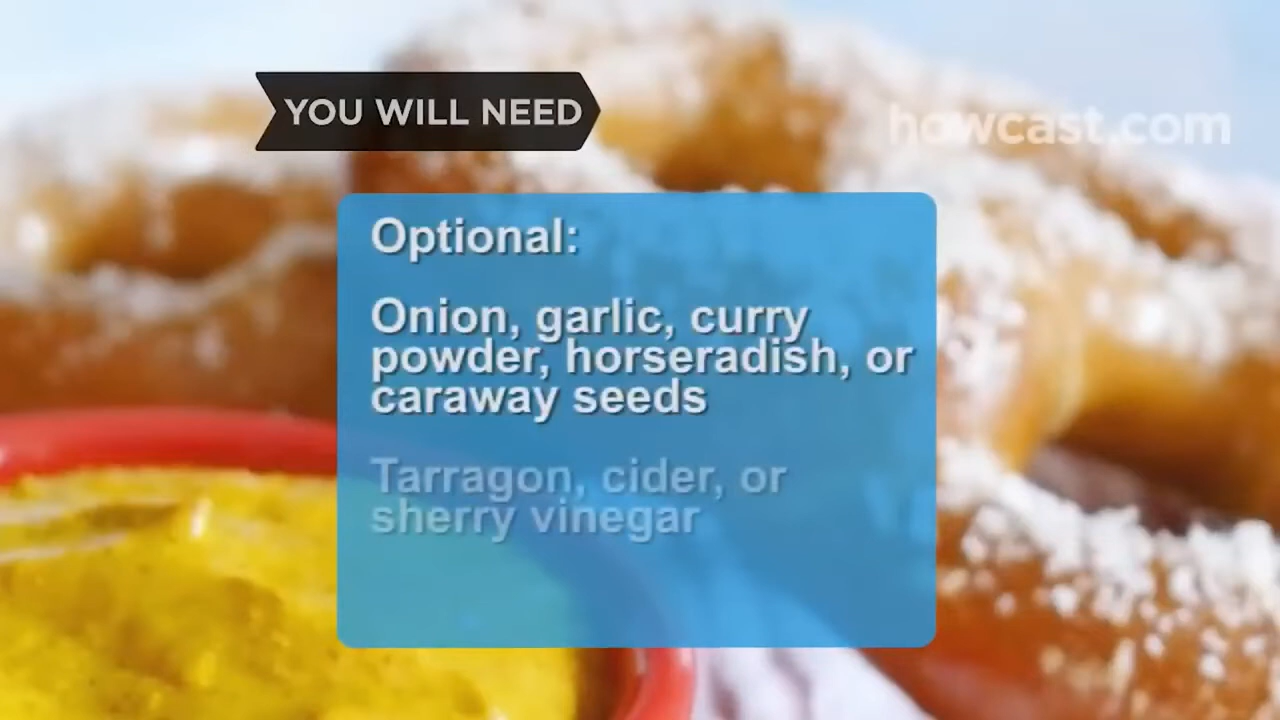 YOU WILL NEED
howcast.com
Optional:
Onion, garlic, curry
powder, horseradish, or
caraway seeds
Tarragon, cider, or
sherry vinegar